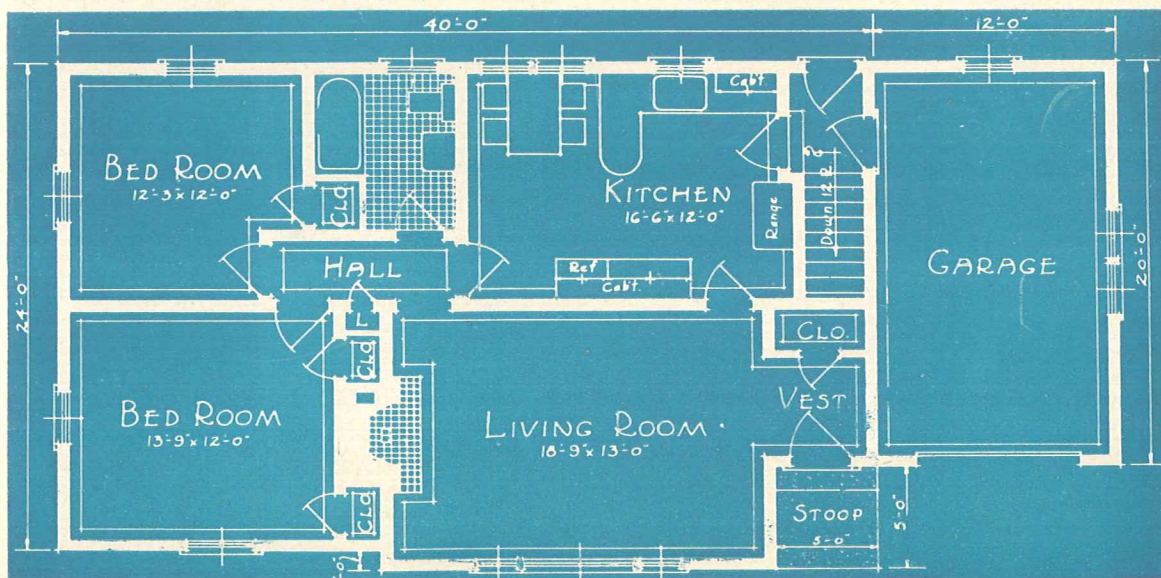 40'-0"
12'-0"
Cab't.
BED ROOM
12'-3" x 12'-0"
CLO
KITCHEN
16'-6" x 12'-0"
Range
Down 12 R.
24'-0"
HALL
Ref
Cab't.
GARAGE
20'-0"
L
CLO
CLO.
BED ROOM
13'-9" x 12'-0"
LIVING ROOM
18'-9" x 13'-0"
VEST
CLO
STOOP
5'-0"
5'-0"